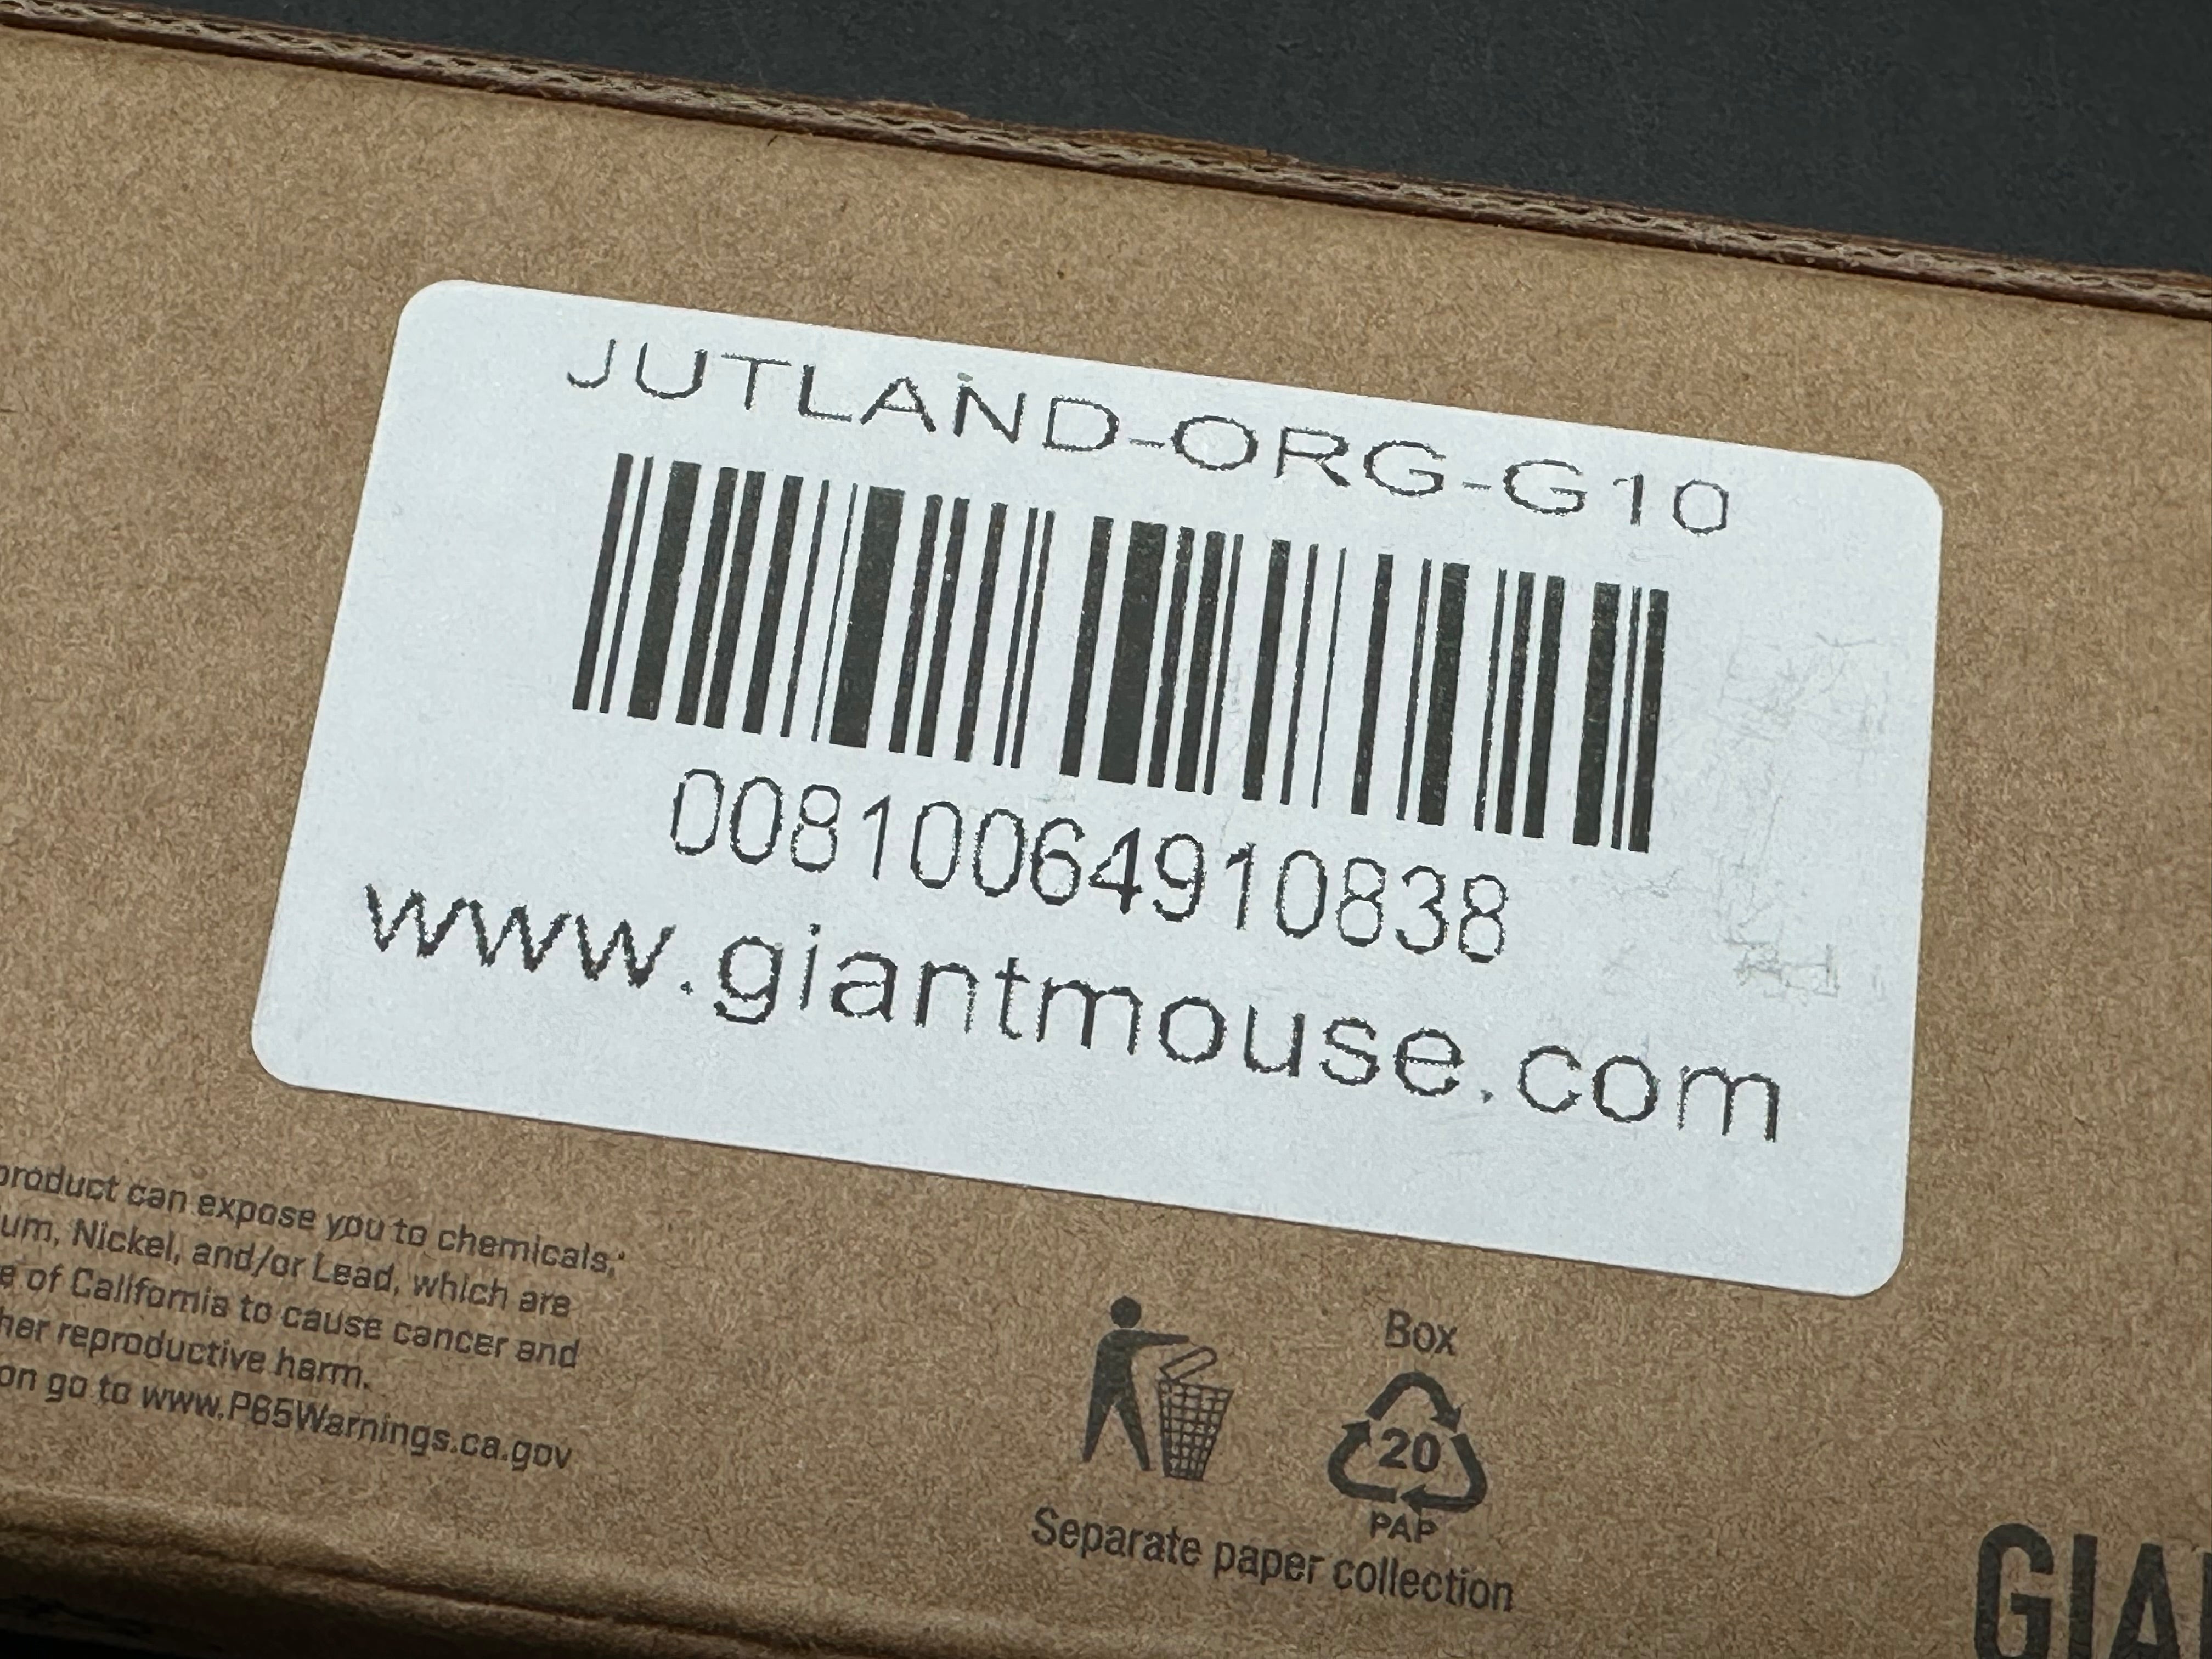 JUTLAND-ORG-G10
00810064910838
www.giantmouse.com
product can expose you to chemicals,
um, Nickel, and/or Lead, which are
e of California to cause cancer and
her reproductive harm.
on go to www.P65Warnings.ca.gov
Box
20
PAP
Separate paper collection
GIA